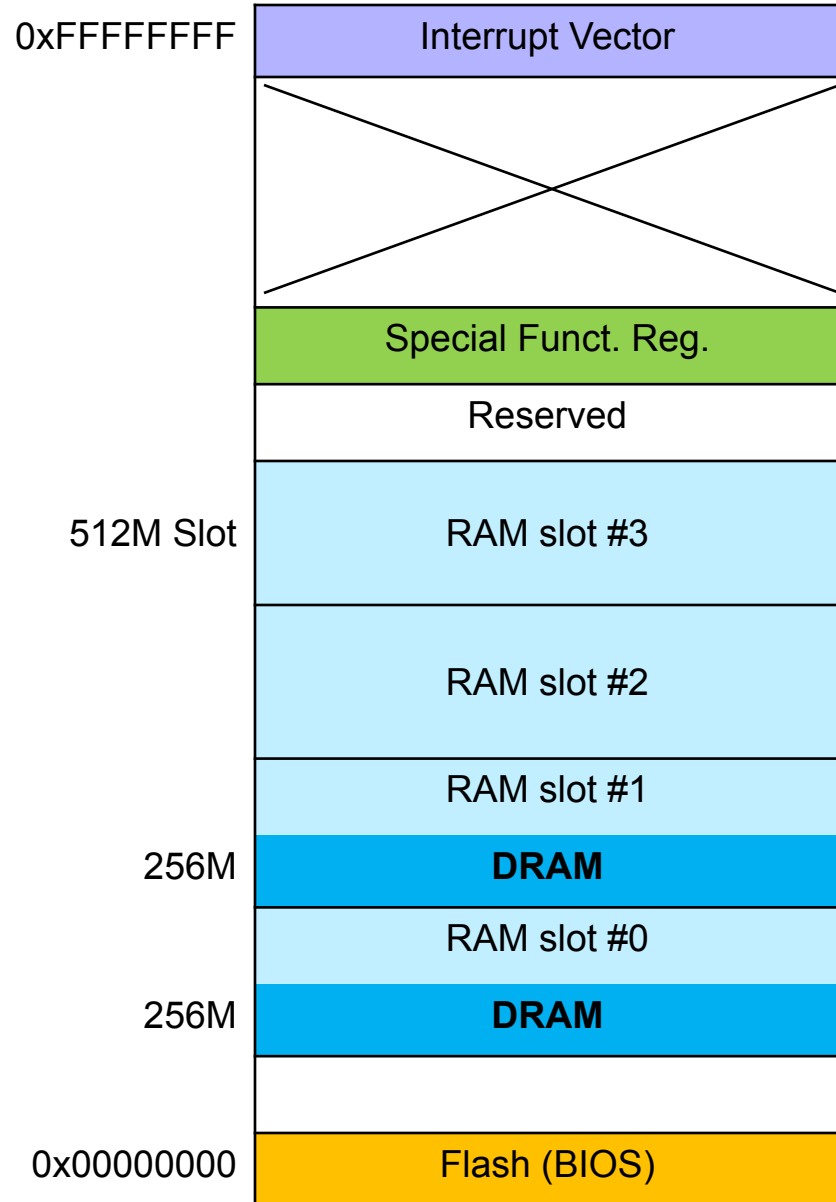 0xFFFFFFFF Interrupt Vector
Special Funct. Reg.
Reserved
512M Slot RAM slot #3
RAM slot #2
RAM slot #1
256M DRAM
RAM slot #0
256M DRAM
0x00000000 Flash (BIOS)